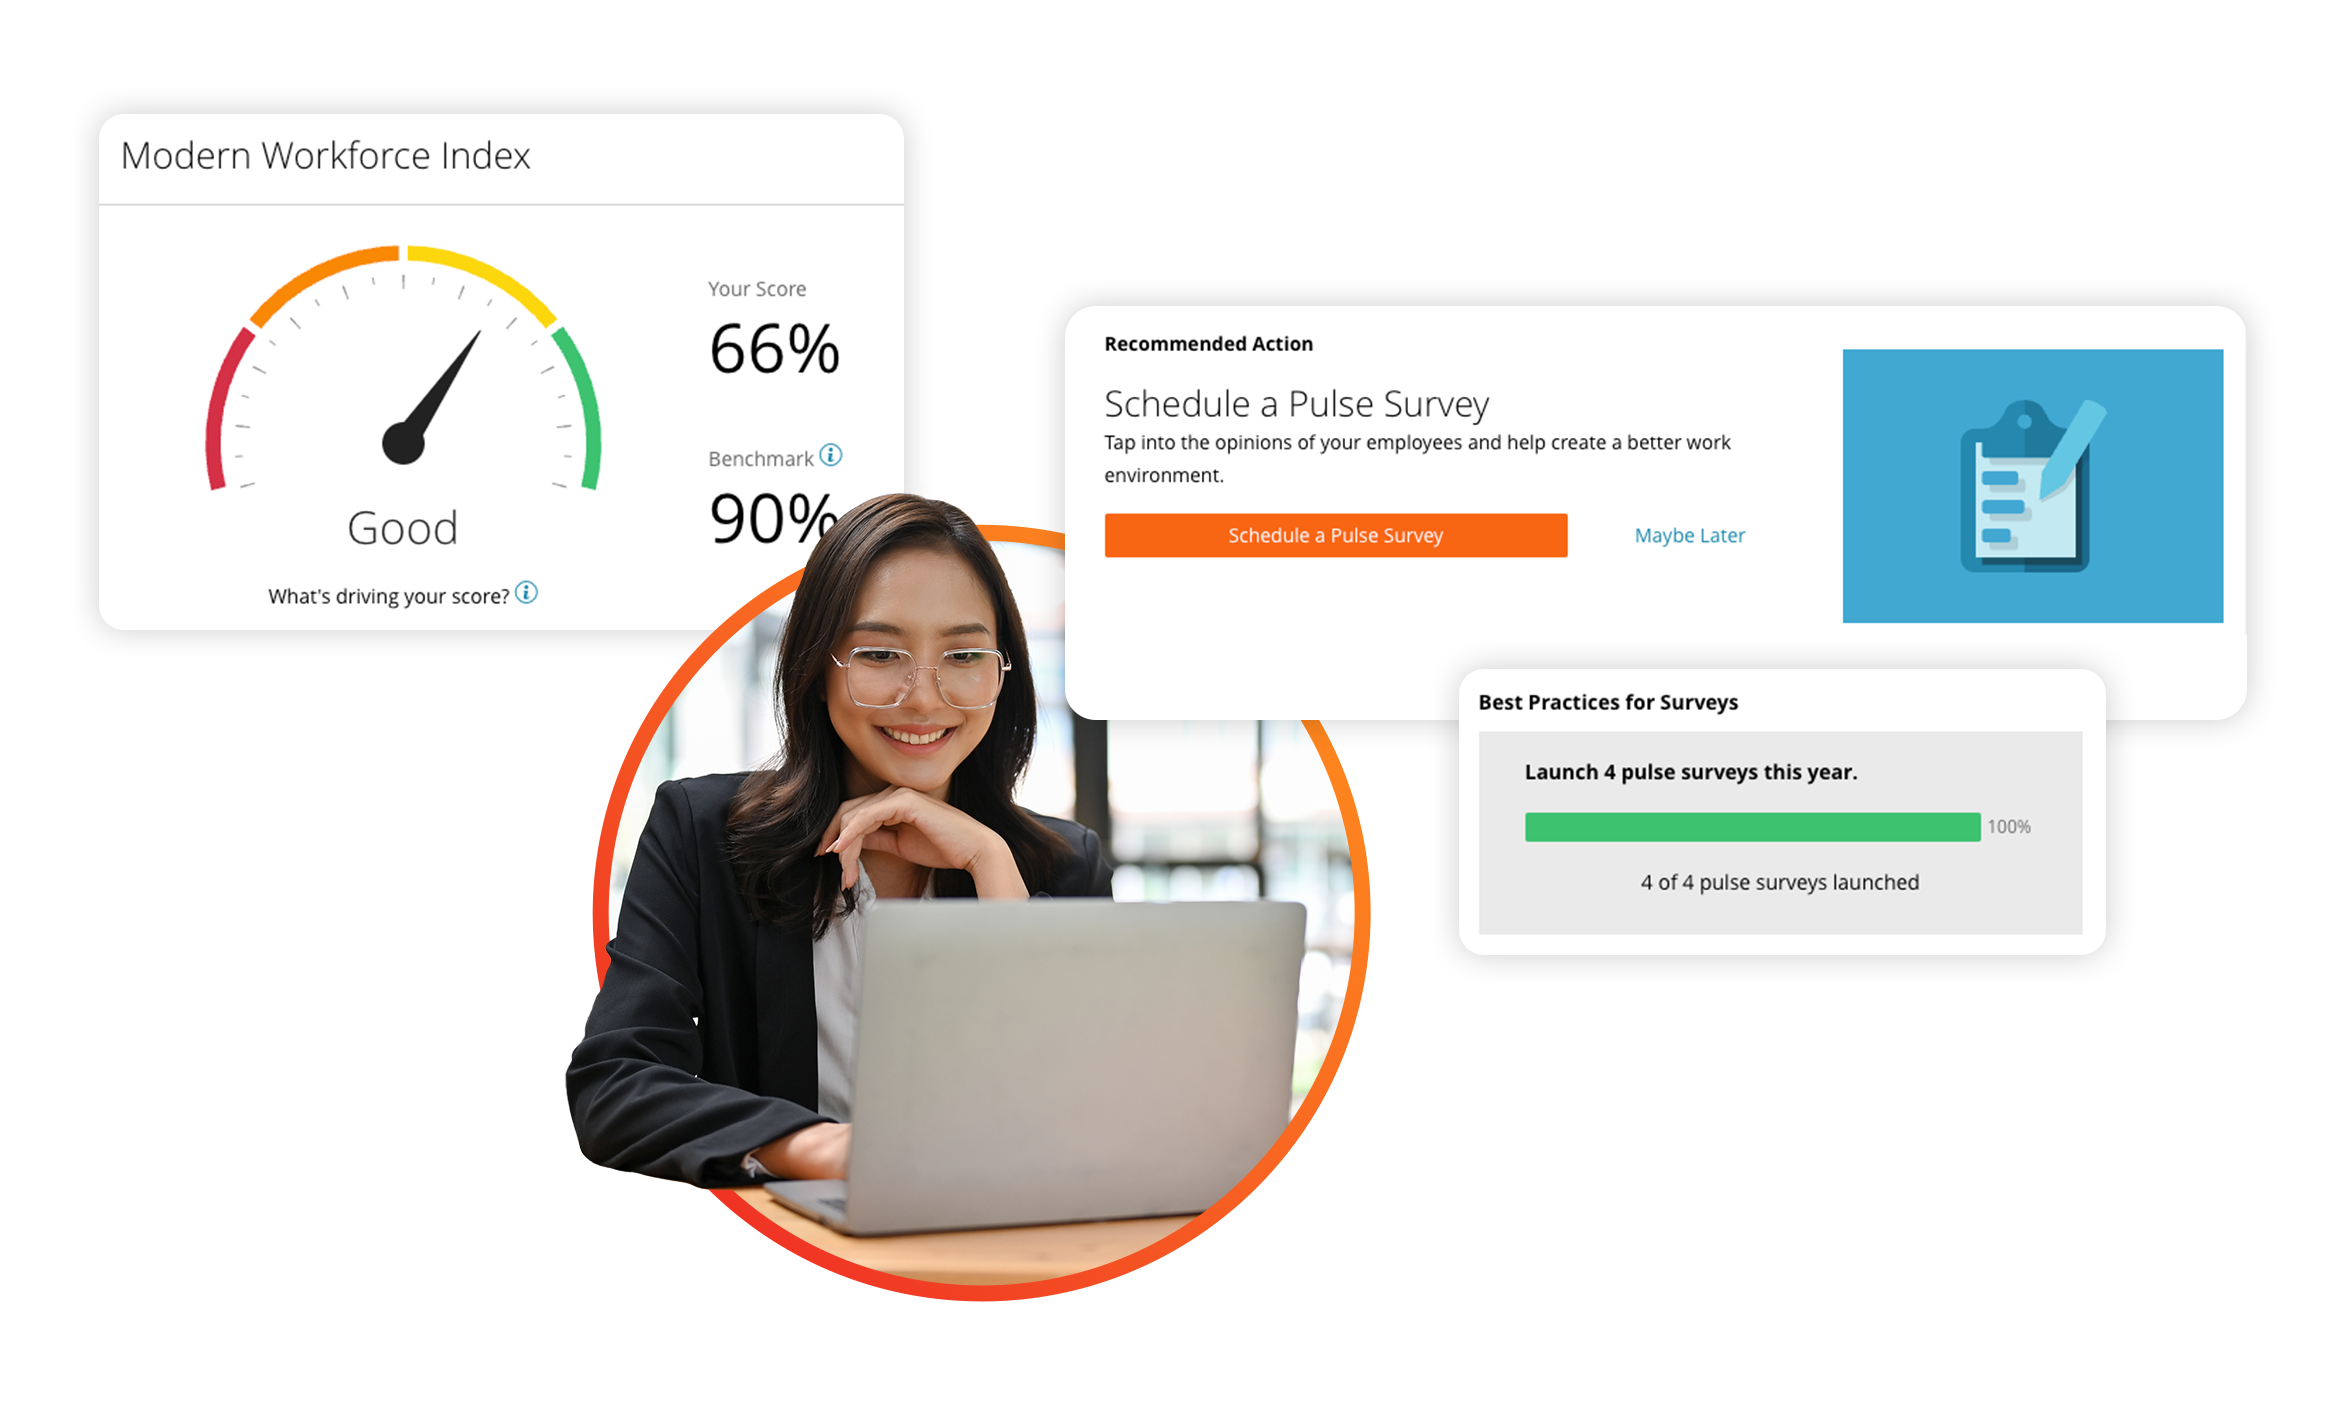 Modern Workforce Index
Your Score
66%
Benchmark
90%
Good
What's driving your score?
Recommended Action
Schedule a Pulse Survey
Tap into the opinions of your employees and help create a better work
environment.
Schedule a Pulse Survey
Maybe Later
Best Practices for Surveys
Launch 4 pulse surveys this year.
100%
4 of 4 pulse surveys launched